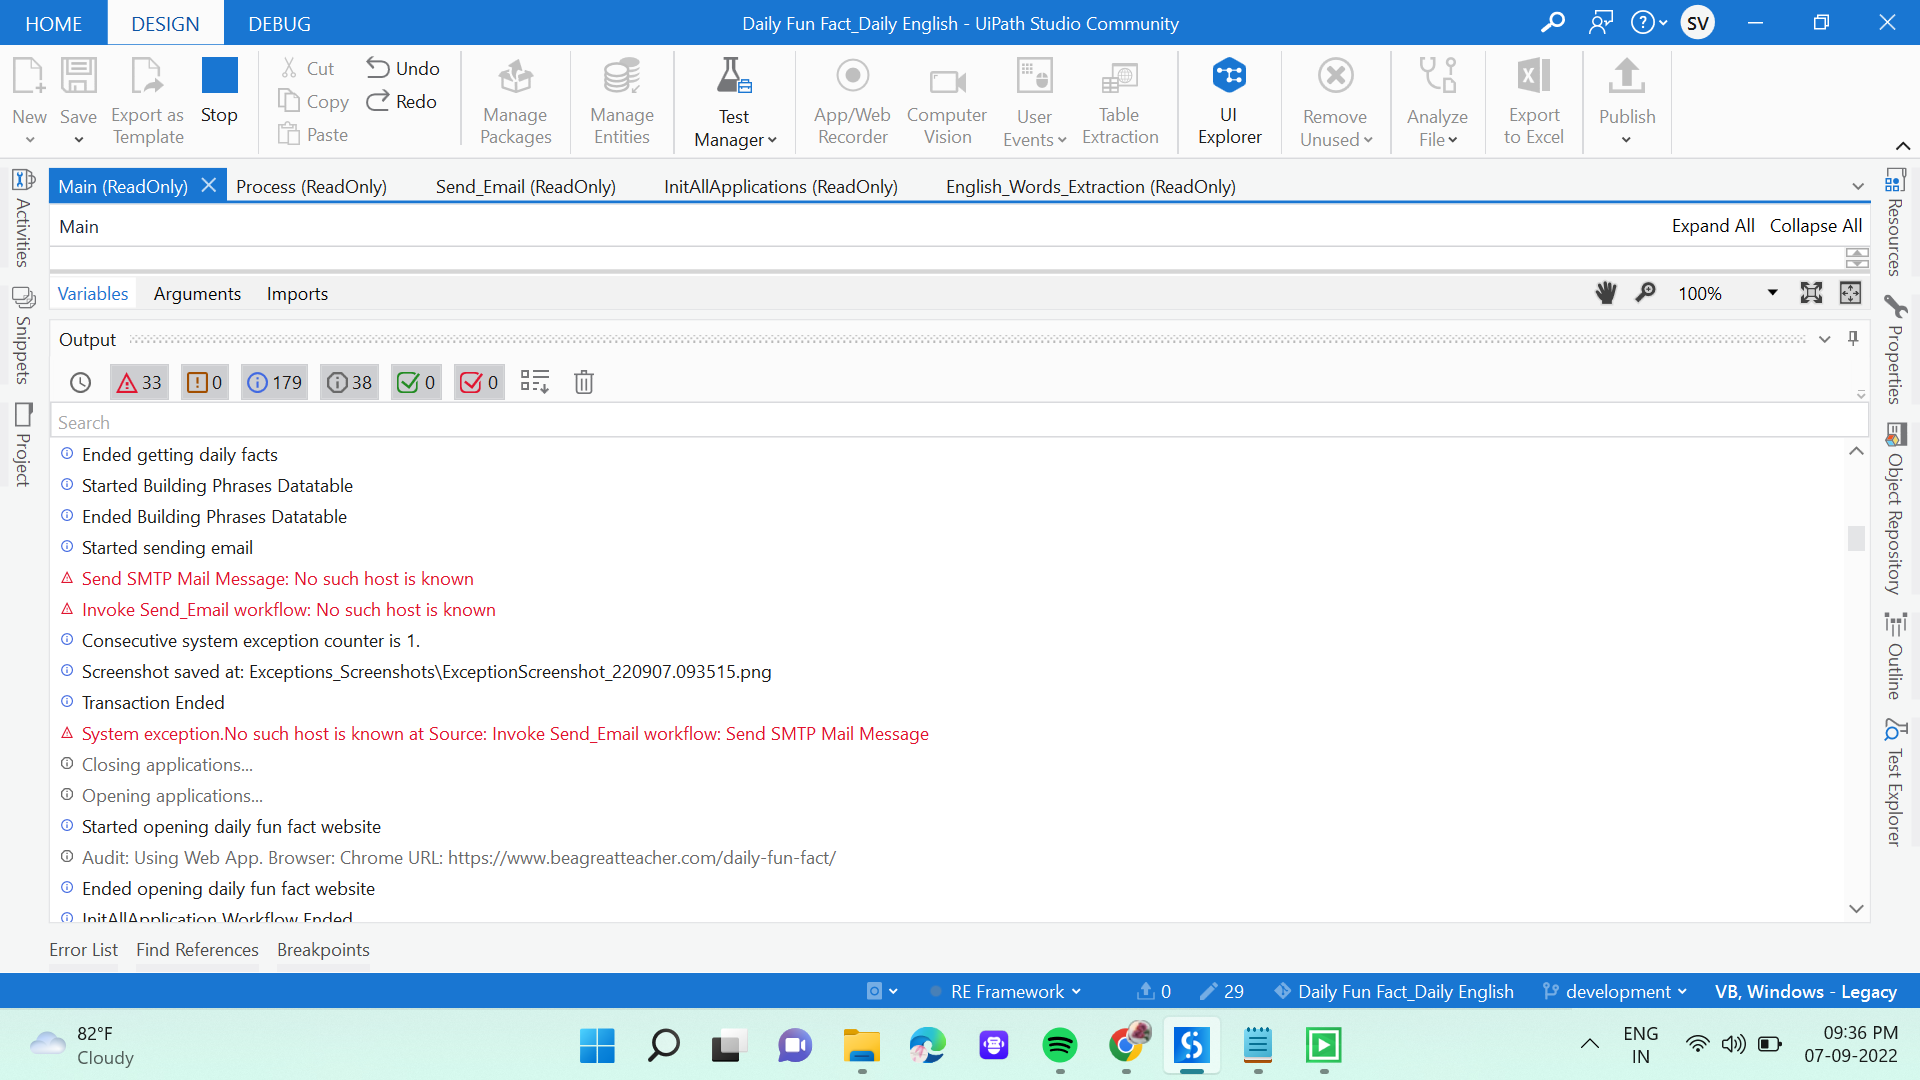 HOME DESIGN DEBUG Daily Fun Fact_Daily English - UiPath Studio Community SV
New Save Export as Template Stop Cut Copy Paste Undo Redo Manage Packages Manage Entities Test Manager App/Web Recorder Computer Vision User Events Table Extraction UI Explorer Remove Unused Analyze File Export to Excel Publish
Main (ReadOnly) Process (ReadOnly) Send_Email (ReadOnly) InitAllApplications (ReadOnly) English_Words_Extraction (ReadOnly)
Main Expand All Collapse All
Variables Arguments Imports 100%
Activities
Snippets
Project
Output
33 0 179 38 0 0
Search
Ended getting daily facts
Started Building Phrases Datatable
Ended Building Phrases Datatable
Started sending email
Send SMTP Mail Message: No such host is known
Invoke Send_Email workflow: No such host is known
Consecutive system exception counter is 1.
Screenshot saved at: Exceptions_Screenshots\ExceptionScreenshot_220907.093515.png
Transaction Ended
System exception.No such host is known at Source: Invoke Send_Email workflow: Send SMTP Mail Message
Closing applications...
Opening applications...
Started opening daily fun fact website
Audit: Using Web App. Browser: Chrome URL: https://www.beagreatteacher.com/daily-fun-fact/
Ended opening daily fun fact website
InitAllApplication Workflow Ended
Resources
Properties
Object Repository
Outline
Test Explorer
Error List Find References Breakpoints
RE Framework 0 29 Daily Fun Fact_Daily English development VB, Windows - Legacy
82°F
Cloudy
ENG
IN
09:36 PM
07-09-2022